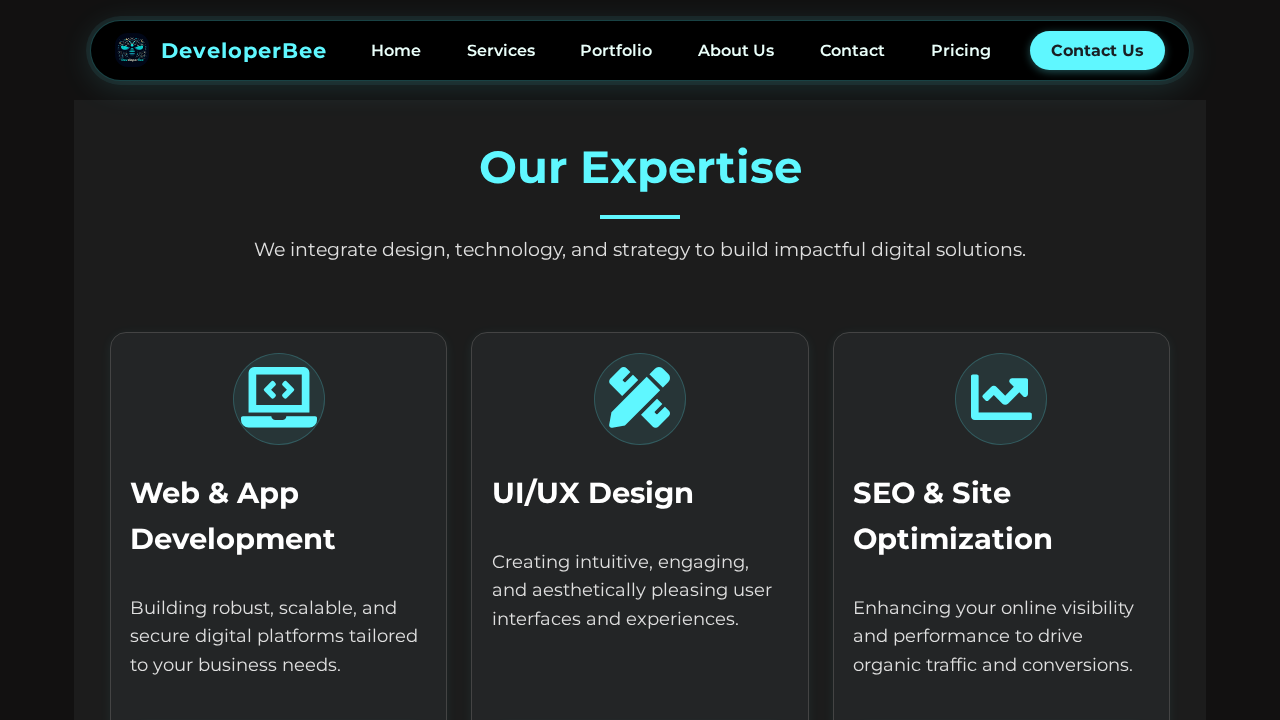 DeveloperBee
Home
Services
Portfolio
About Us
Contact
Pricing
Contact Us
Our Expertise
We integrate design, technology, and strategy to build impactful digital solutions.
Web & App
Development
Building robust, scalable, and
secure digital platforms tailored
to your business needs.
UI/UX Design
Creating intuitive, engaging,
and aesthetically pleasing user
interfaces and experiences.
SEO & Site
Optimization
Enhancing your online visibility
and performance to drive
organic traffic and conversions.